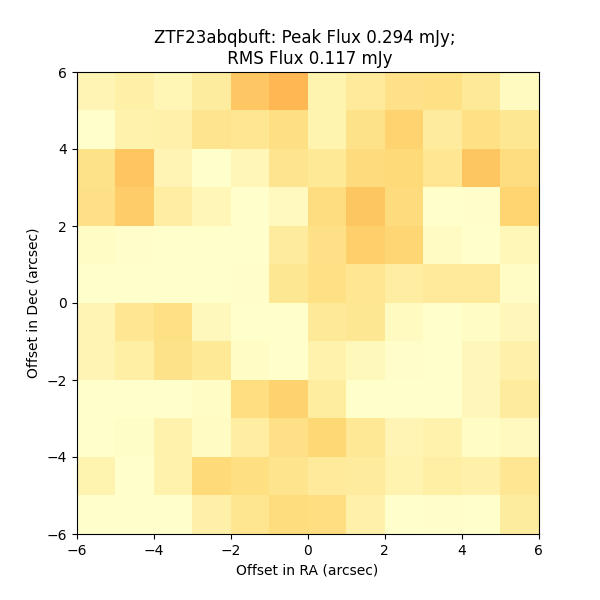 ZTF23abqbuft: Peak Flux 0.294 mJy;
RMS Flux 0.117 mJy
6
4
2
0
−2
−4
−6
Offset in Dec (arcsec)
−6 −4 −2 0 2 4 6
Offset in RA (arcsec)